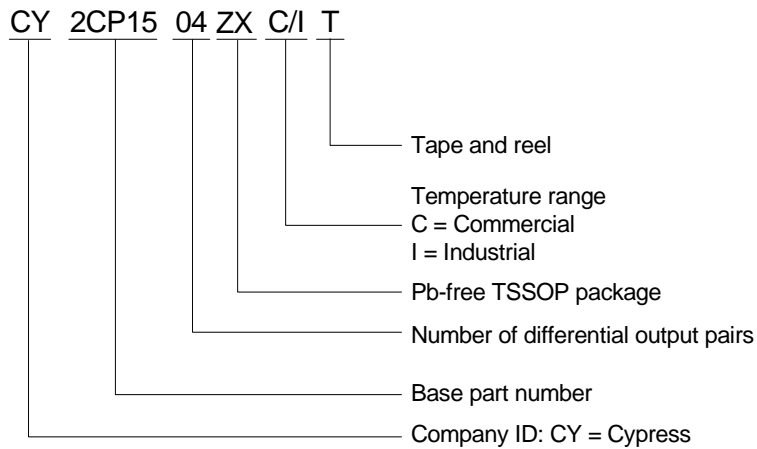 CY 2CP15 04 ZX C/I T
Tape and reel
Temperature range
C = Commercial
I = Industrial
Pb-free TSSOP package
Number of differential output pairs
Base part number
Company ID: CY = Cypress